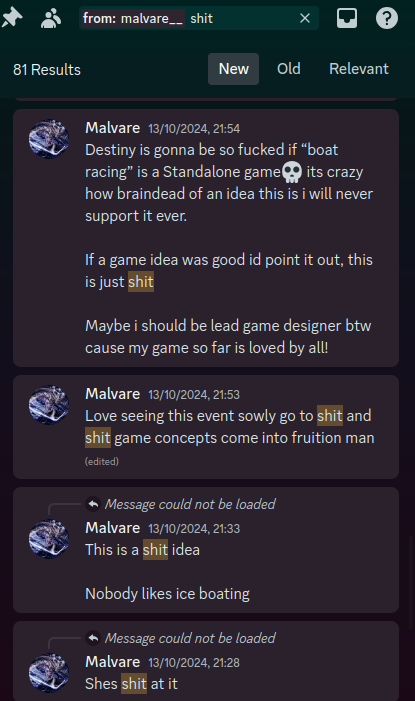 from: malvare__ shit
81 Results
New Old Relevant
Malvare 13/10/2024, 21:54
Destiny is gonna be so fucked if “boat
racing” is a Standalone game💀 its crazy
how braindead of an idea this is i will never
support it ever.
If a game idea was good id point it out, this
is just shit
Maybe i should be lead game designer btw
cause my game so far is loved by all!
Malvare 13/10/2024, 21:53
Love seeing this event sowly go to shit and
shit game concepts come into fruition man
(edited)
Message could not be loaded
Malvare 13/10/2024, 21:33
This is a shit idea
Nobody likes ice boating
Message could not be loaded
Malvare 13/10/2024, 21:28
Shes shit at it